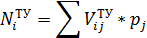 N_i^ТУ = ∑ V_ij^ТУ * p_j